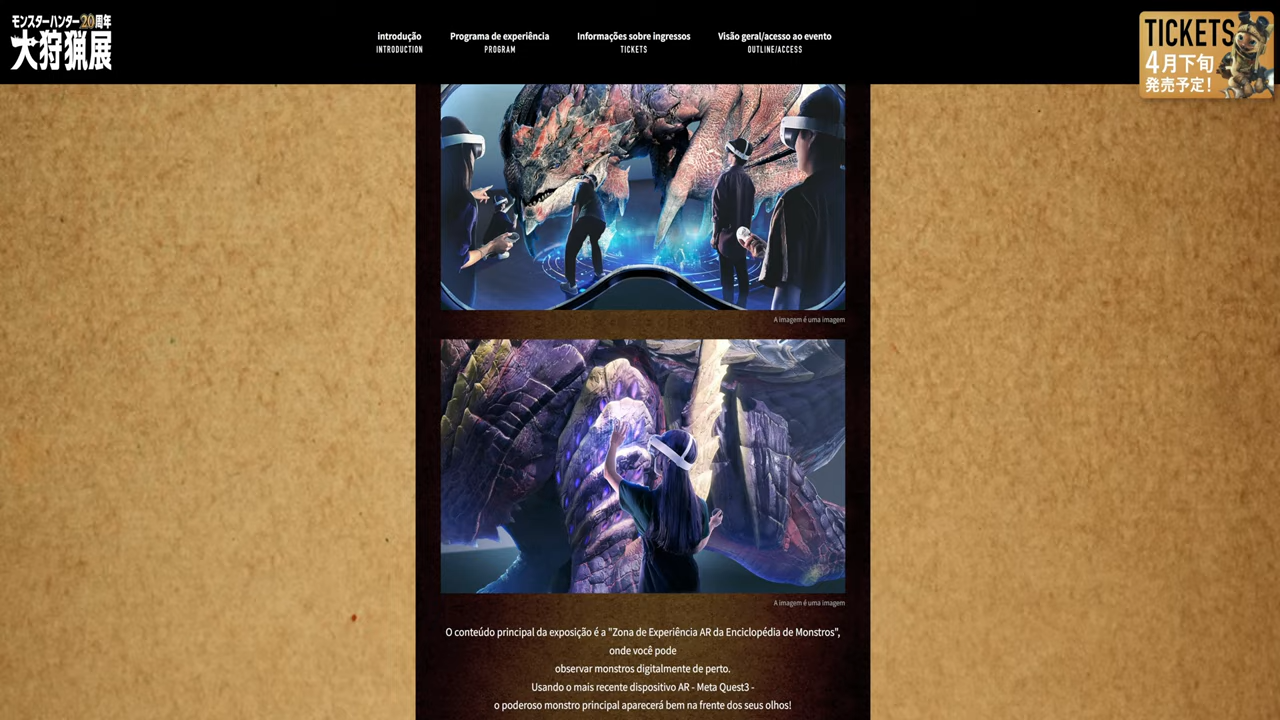 モンスターハンター20周年
大狩猟展
introdução
INTRODUCTION
Programa de experiência
PROGRAM
Informações sobre ingressos
TICKETS
Visão geral/acesso ao evento
OUTLINE/ACCESS
TICKETS
4月下旬
発売予定!
A imagem é uma imagem
A imagem é uma imagem
O conteúdo principal da exposição é a "Zona de Experiência AR da Enciclopédia de Monstros",
onde você pode
observar monstros digitalmente de perto.
Usando o mais recente dispositivo AR - Meta Quest3 -
o poderoso monstro principal aparecerá bem na frente dos seus olhos!